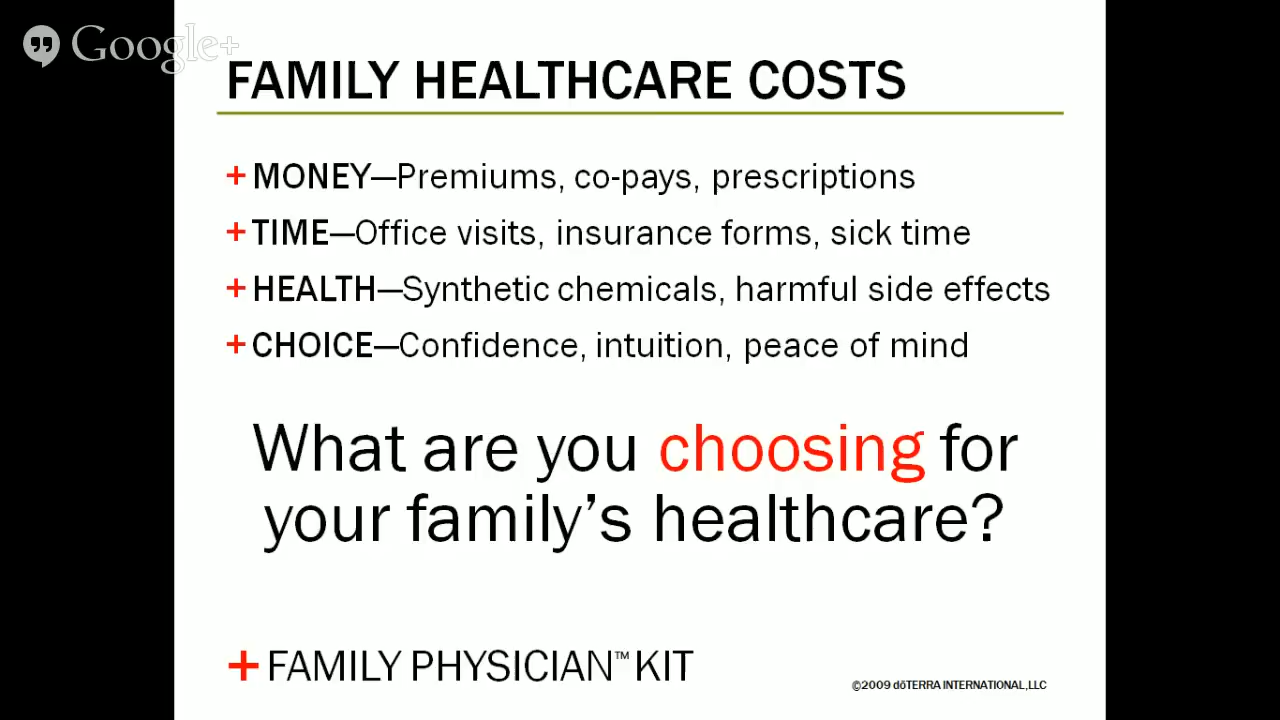 Google+
FAMILY HEALTHCARE COSTS
+ MONEY—Premiums, co-pays, prescriptions
+ TIME—Office visits, insurance forms, sick time
+ HEALTH—Synthetic chemicals, harmful side effects
+ CHOICE—Confidence, intuition, peace of mind
What are you choosing for
your family’s healthcare?
+ FAMILY PHYSICIAN™ KIT
©2009 dōTERRA INTERNATIONAL,LLC